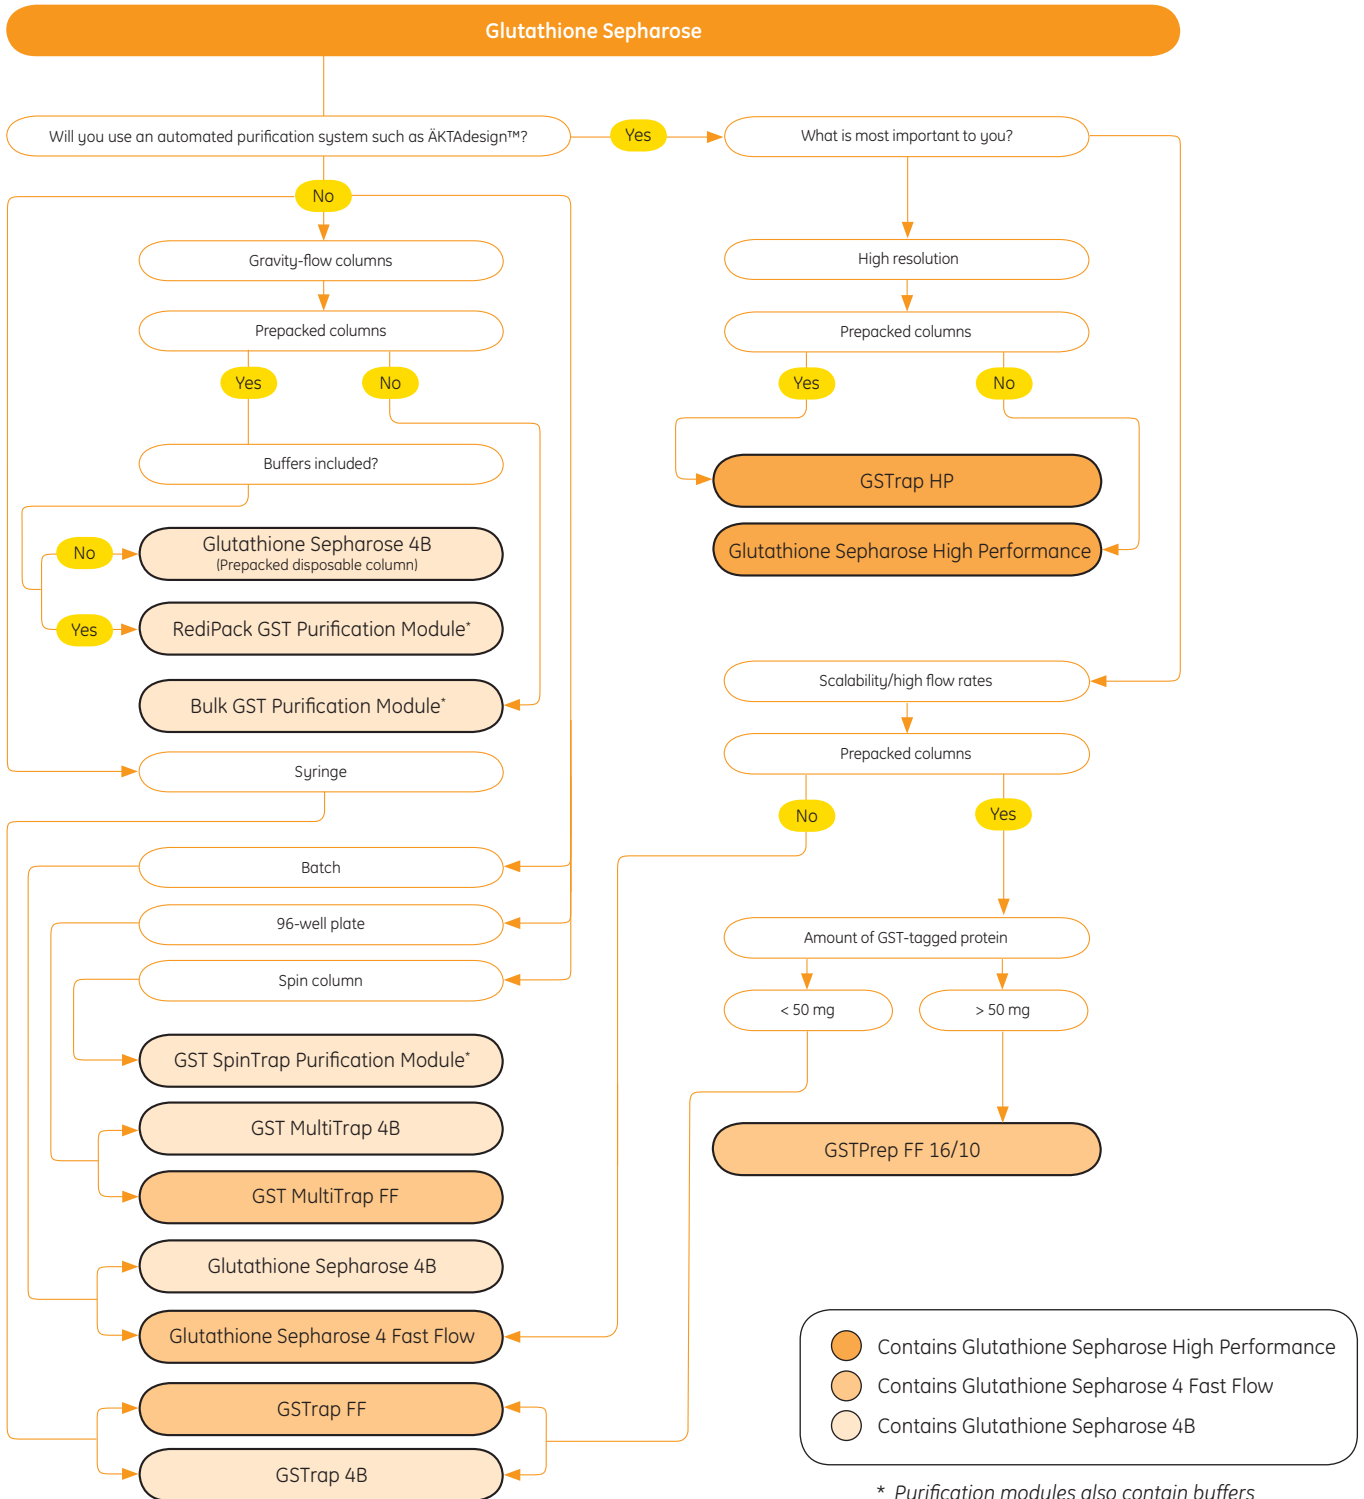 Glutathione Sepharose
Will you use an automated purification system such as ÄKTAdesign™?
Yes
What is most important to you?
No
Gravity-flow columns
High resolution
Prepacked columns
Prepacked columns
Yes
No
Yes
No
Buffers included?
GSTrap HP
Glutathione Sepharose High Performance
No
Glutathione Sepharose 4B
(Prepacked disposable column)
Yes
RediPack GST Purification Module*
Bulk GST Purification Module*
Scalability/high flow rates
Prepacked columns
Syringe
No
Yes
Batch
96-well plate
Amount of GST-tagged protein
Spin column
< 50 mg
> 50 mg
GST SpinTrap Purification Module*
GST MultiTrap 4B
GSTPrep FF 16/10
GST MultiTrap FF
Glutathione Sepharose 4B
Glutathione Sepharose 4 Fast Flow
GSTrap FF
GSTrap 4B
Contains Glutathione Sepharose High Performance
Contains Glutathione Sepharose 4 Fast Flow
Contains Glutathione Sepharose 4B
* Purification modules also contain buffers